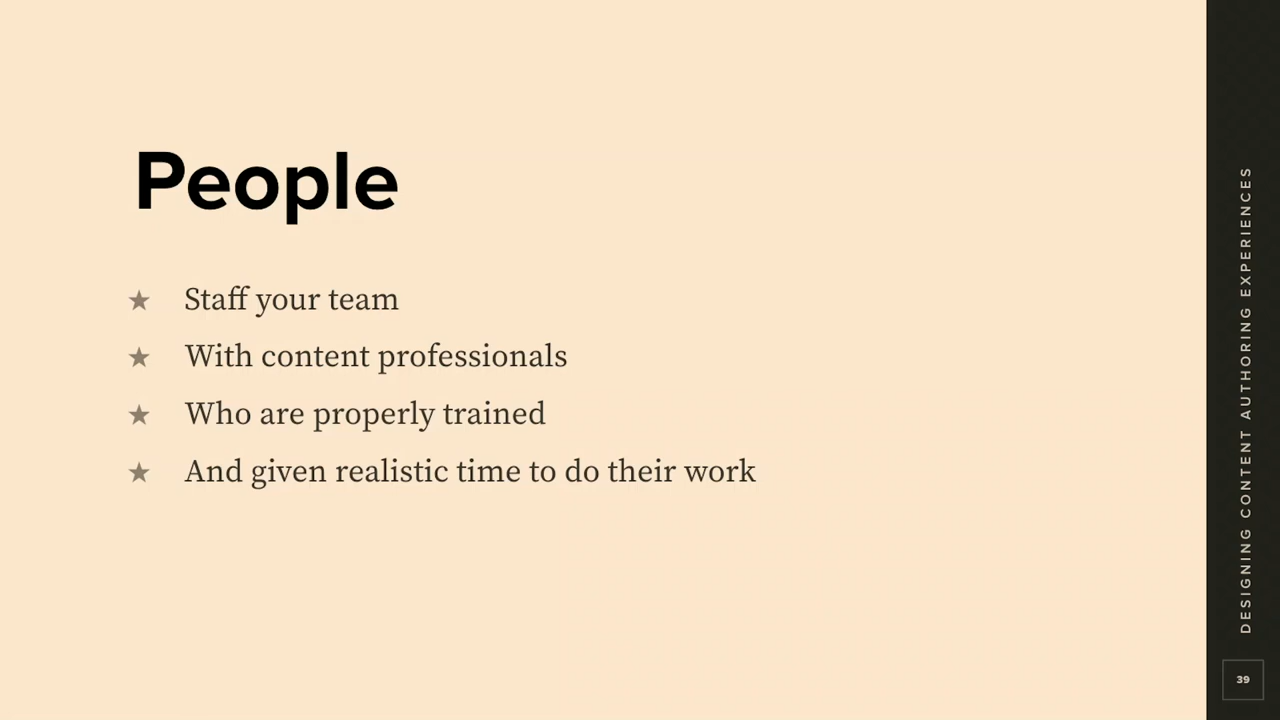 People
★ Staff your team
★ With content professionals
★ Who are properly trained
★ And given realistic time to do their work
DESIGNING CONTENT AUTHORING EXPERIENCES
39